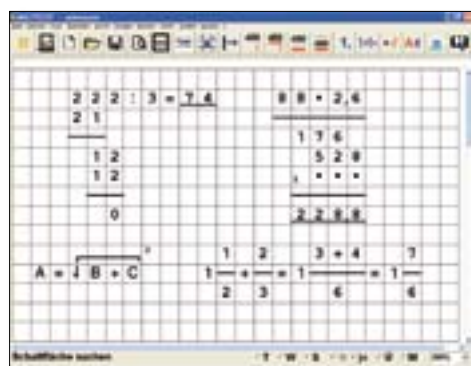 2 2 2 : 3 = 7 4
2 1
1 2
1 2
0
8 8 • 2,6
1 7 6
5 2 8
2 2 8,8
A = √ B + C
1 1/2 + 2/3 = 1 3 + 4/6 = 1 7/6
Schaltfläche suchen
T W S